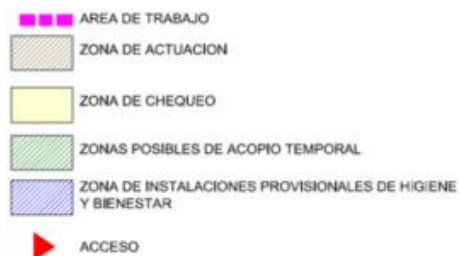 AREA DE TRABAJO
ZONA DE ACTUACION
ZONA DE CHEQUEO
ZONAS POSIBLES DE ACOPIO TEMPORAL
ZONA DE INSTALACIONES PROVISIONALES DE HIGIENE
Y BIENESTAR
ACCESO